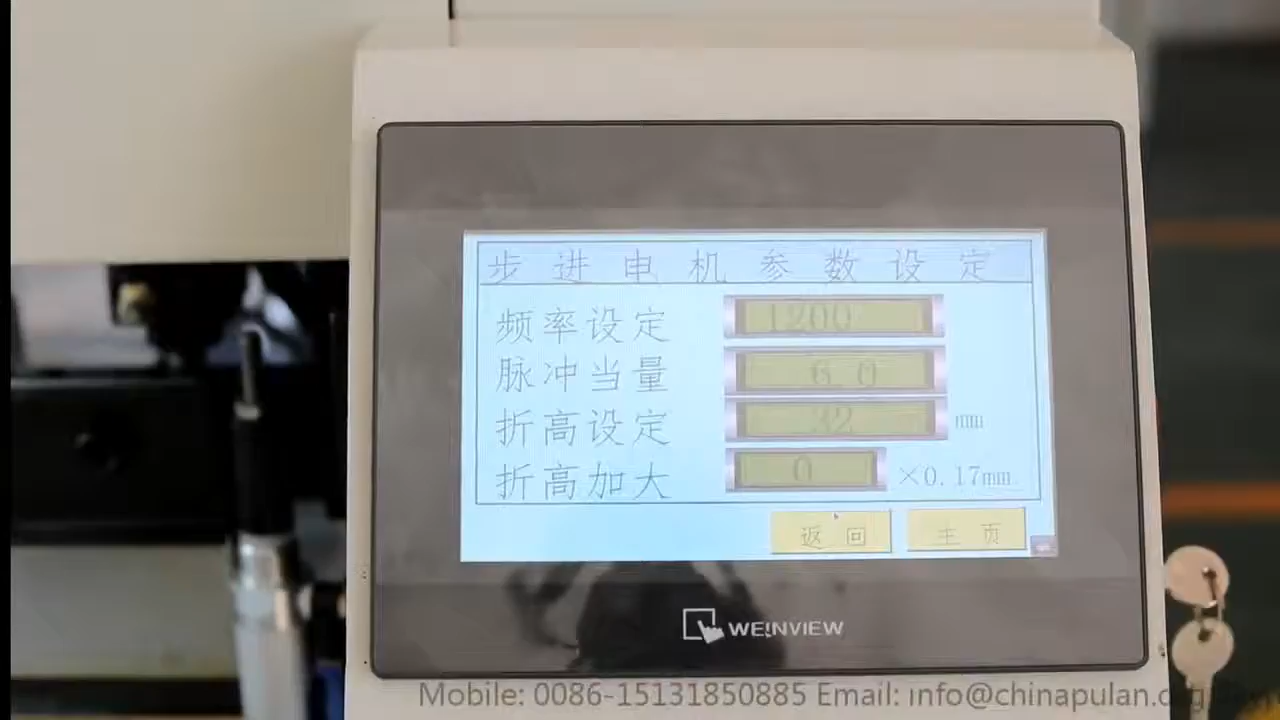 步进电机参数设定
频率设定 1200
脉冲当量 6.0
折高设定 32 mm
折高加大 0 ×0.17mm
返回 主页
WEINVIEW
Mobile: 0086-15131850885 Email: info@chinapulan.org